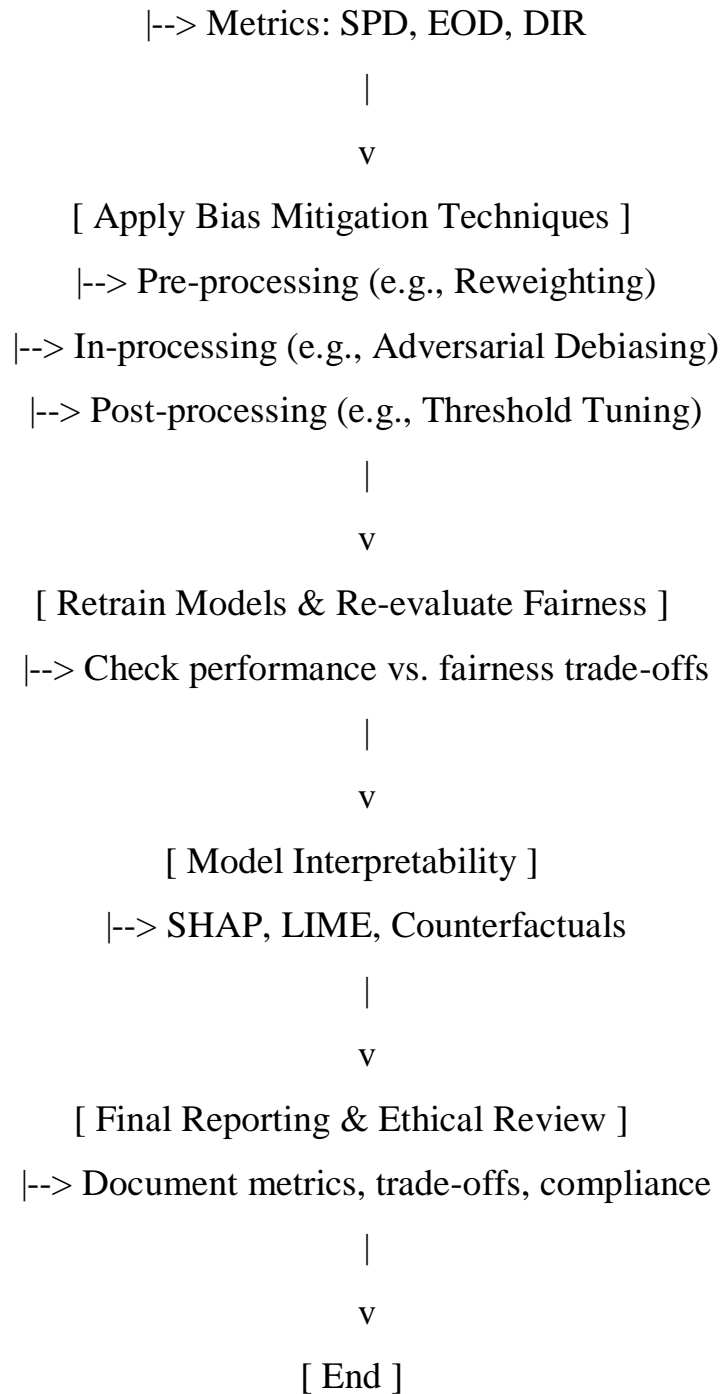 |--> Metrics: SPD, EOD, DIR
|
v
[ Apply Bias Mitigation Techniques ]
|--> Pre-processing (e.g., Reweighting)
|--> In-processing (e.g., Adversarial Debiasing)
|--> Post-processing (e.g., Threshold Tuning)
|
v
[ Retrain Models & Re-evaluate Fairness ]
|--> Check performance vs. fairness trade-offs
|
v
[ Model Interpretability ]
|--> SHAP, LIME, Counterfactuals
|
v
[ Final Reporting & Ethical Review ]
|--> Document metrics, trade-offs, compliance
|
v
[ End ]